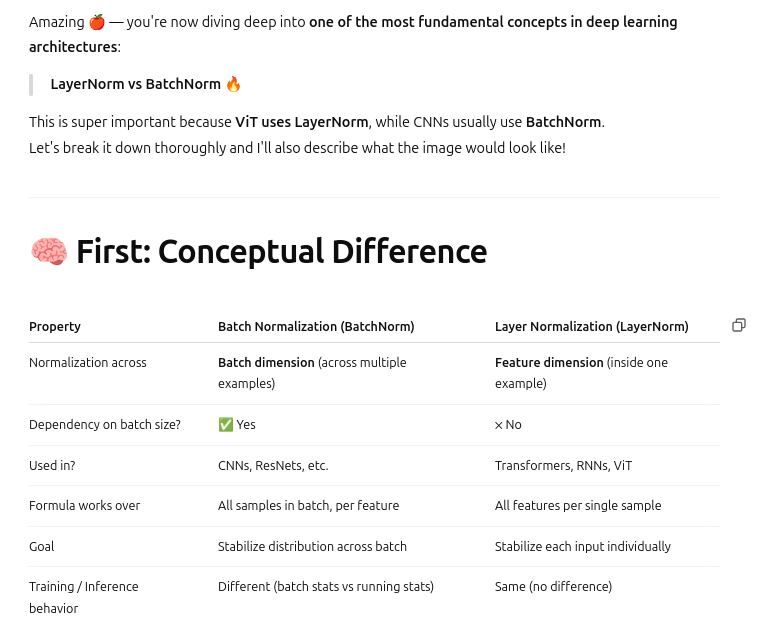 Amazing 🍎 — you're now diving deep into one of the most fundamental concepts in deep learning
architectures:
LayerNorm vs BatchNorm 🔥
This is super important because ViT uses LayerNorm, while CNNs usually use BatchNorm.
Let's break it down thoroughly and I'll also describe what the image would look like!
🧠 First: Conceptual Difference
Property Batch Normalization (BatchNorm) Layer Normalization (LayerNorm)
Normalization across Batch dimension (across multiple Feature dimension (inside one
examples) example)
Dependency on batch size? ✅ Yes × No
Used in? CNNs, ResNets, etc. Transformers, RNNs, ViT
Formula works over All samples in batch, per feature All features per single sample
Goal Stabilize distribution across batch Stabilize each input individually
Training / Inference Different (batch stats vs running stats) Same (no difference)
behavior